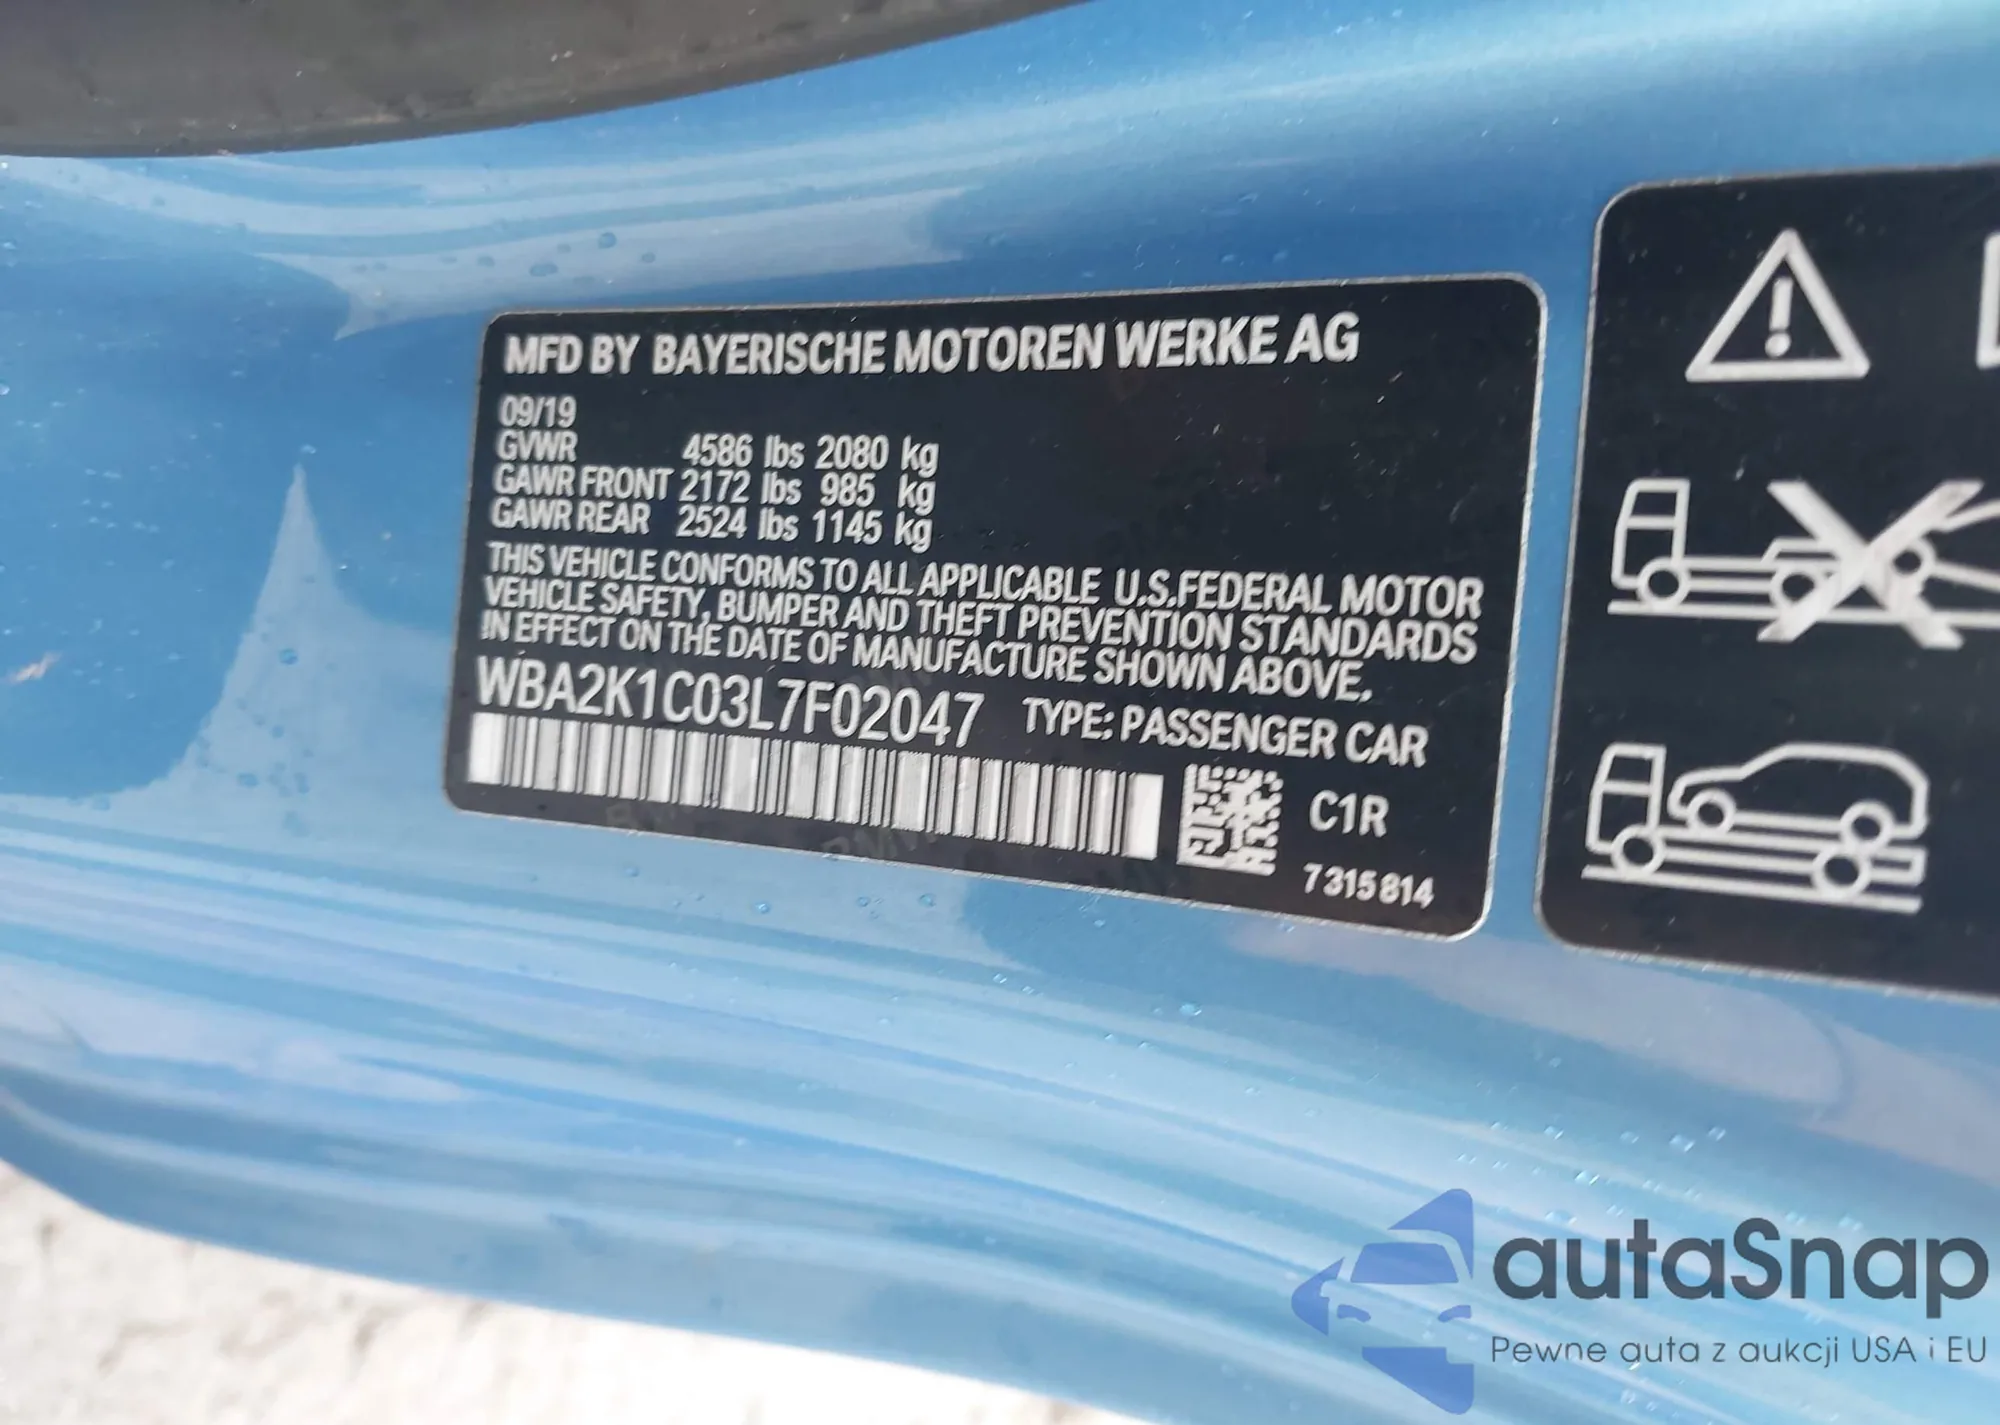 MFD BY BAYERISCHE MOTOREN WERKE AG
09/19
GVWR 4586 lbs 2080 kg
GAWR FRONT 2172 lbs 985 kg
GAWR REAR 2524 lbs 1145 kg
THIS VEHICLE CONFORMS TO ALL APPLICABLE U.S.FEDERAL MOTOR
VEHICLE SAFETY, BUMPER AND THEFT PREVENTION STANDARDS
IN EFFECT ON THE DATE OF MANUFACTURE SHOWN ABOVE.
WBA2K1C03L7F02047 TYPE: PASSENGER CAR
C1R
7315814
autaSnap
Pewne auta z aukcji USA i EU